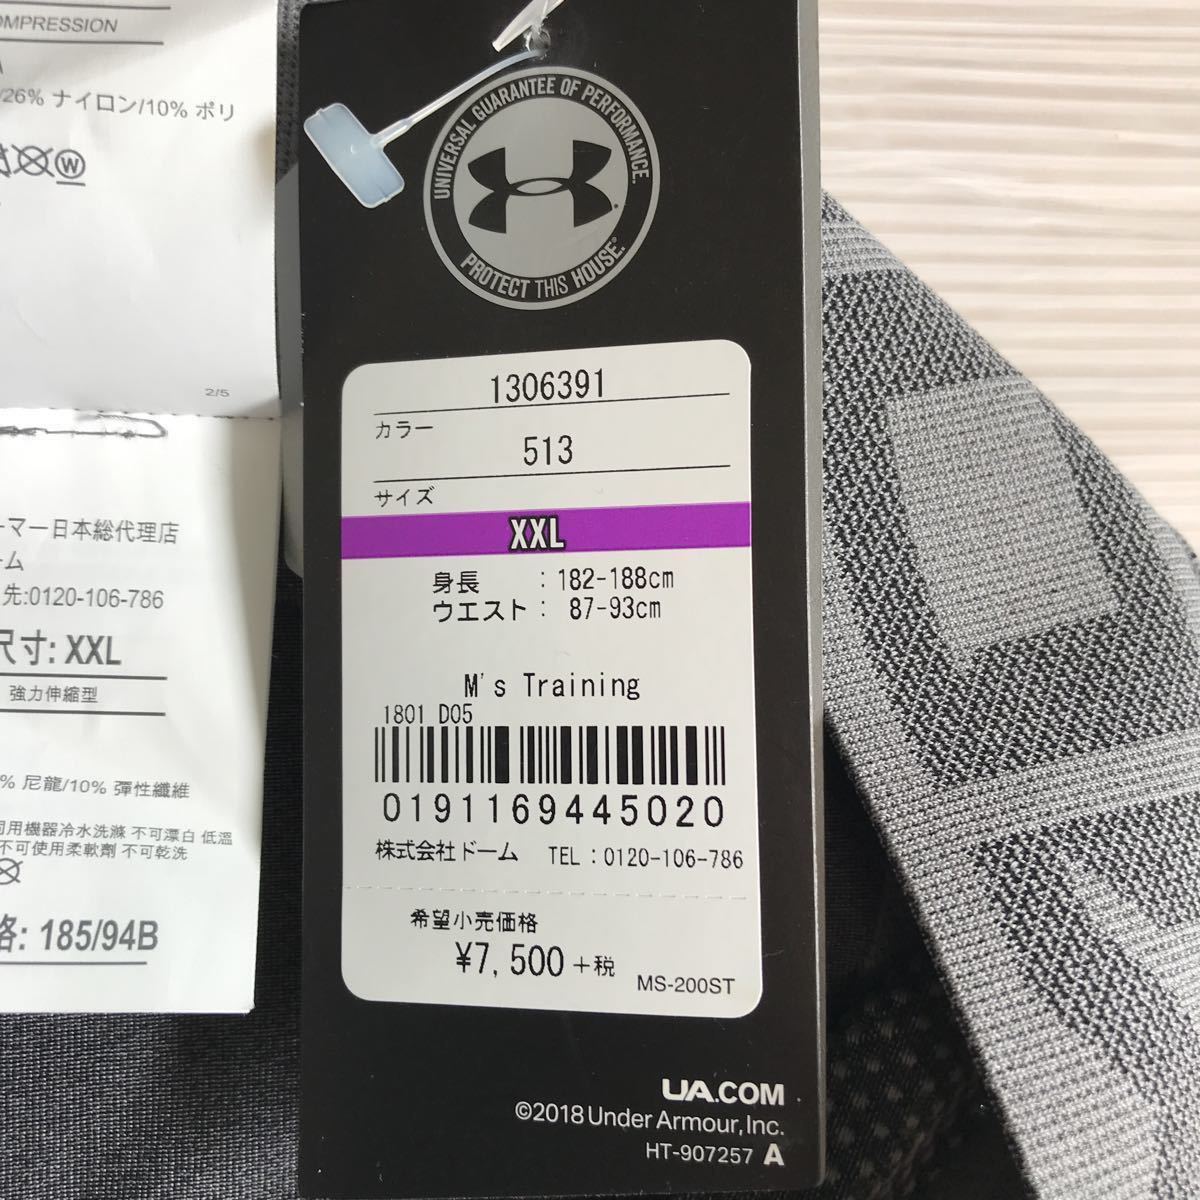 COMPRESSION
/26% ナイロン/10% ポリ
W
2/5
ーマー日本総代理店
ーム
先:0120-106-786
尺寸: XXL
強力伸縮型
% 尼龍/10% 彈性纖維
同用機器冷水洗滌 不可漂白 低溫
不可使用柔軟劑 不可乾洗
格: 185/94B
UNIVERSAL GUARANTEE OF PERFORMANCE.
PROTECT THIS HOUSE.®
1306391
カラー
513
サイズ
XXL
身長 : 182-188cm
ウエスト : 87-93cm
M's Training
1801 D05
0191169445020
株式会社ドーム TEL : 0120-106-786
希望小売価格
¥7,500 +税
MS-200ST
UA.COM
©2018 Under Armour, Inc.
HT-907257 A